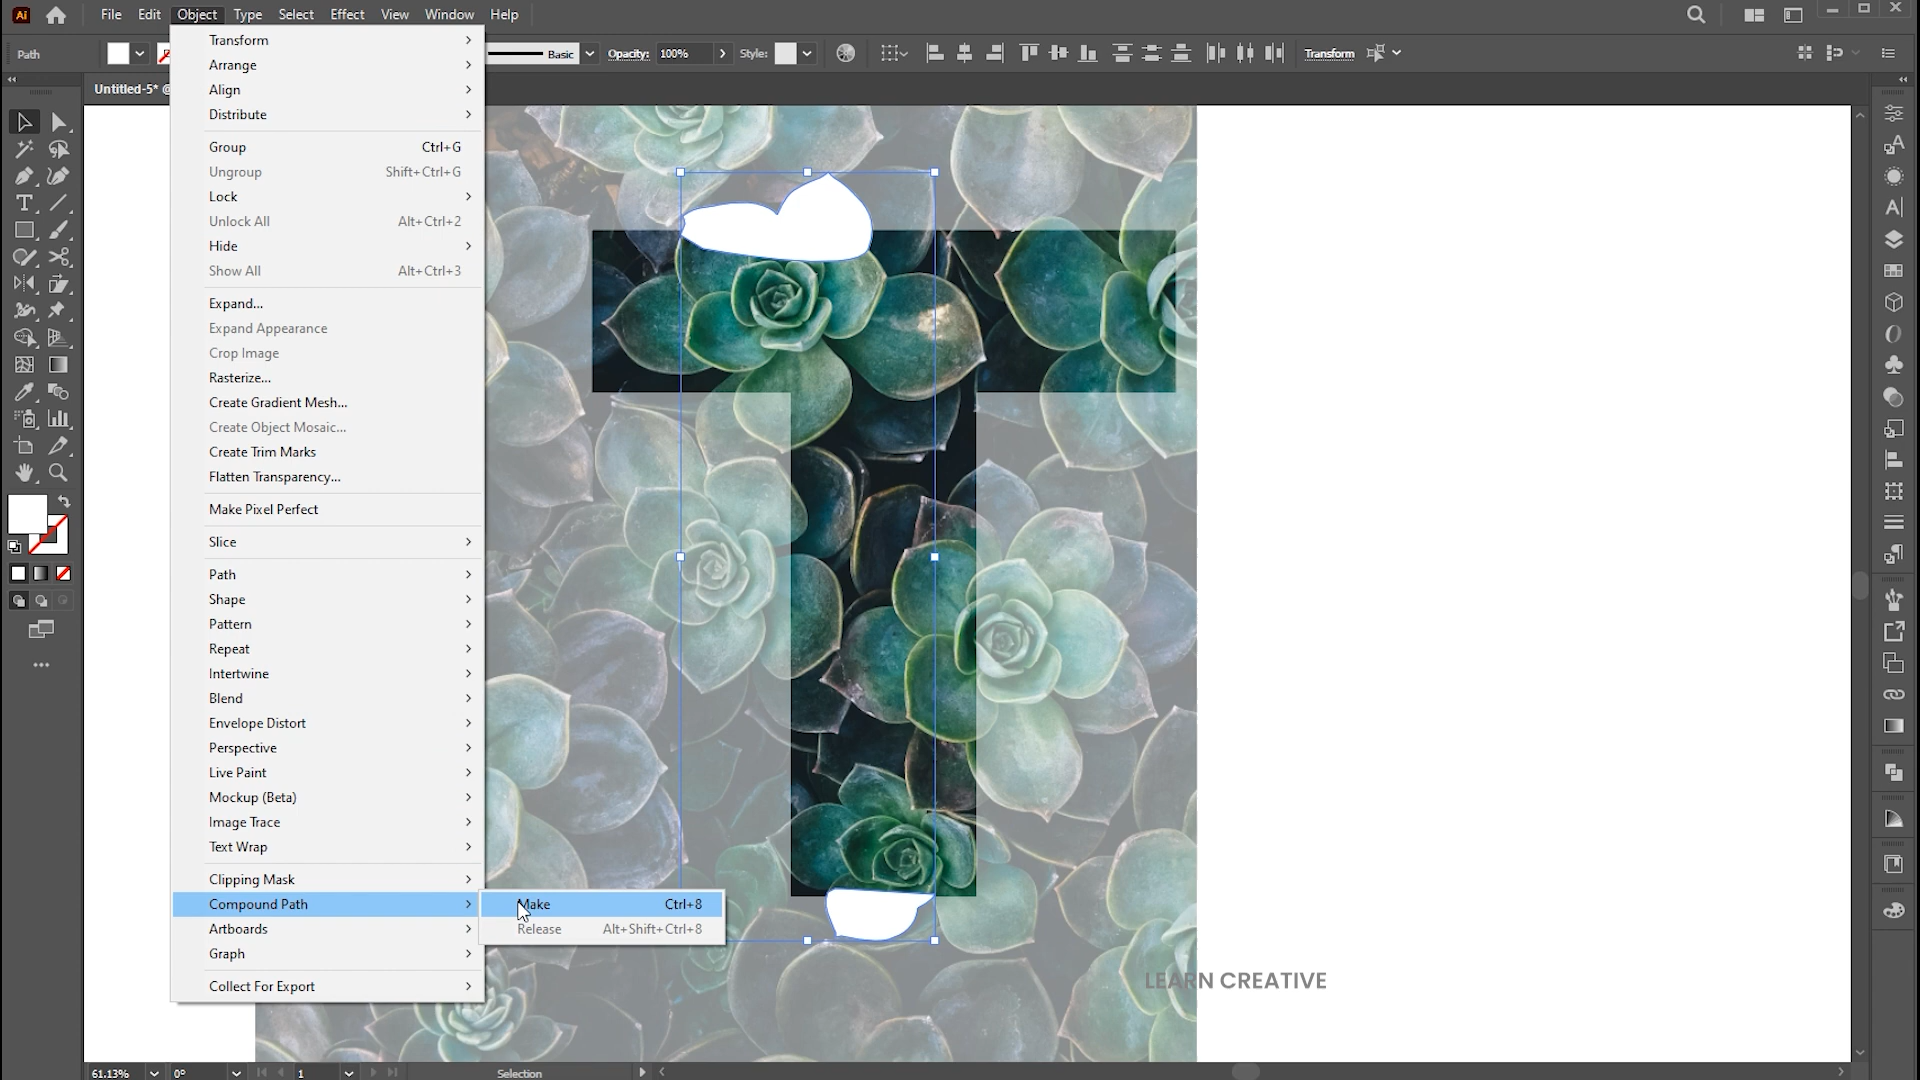 Ai
File Edit Object Type Select Effect View Window Help
Path
Basic
Opacity: 100%
Style:
Transform
Untitled-5* @
Transform
Arrange
Align
Distribute
Group Ctrl+G
Ungroup Shift+Ctrl+G
Lock
Unlock All Alt+Ctrl+2
Hide
Show All Alt+Ctrl+3
Expand...
Expand Appearance
Crop Image
Rasterize...
Create Gradient Mesh...
Create Object Mosaic...
Create Trim Marks
Flatten Transparency...
Make Pixel Perfect
Slice
Path
Shape
Pattern
Repeat
Intertwine
Blend
Envelope Distort
Perspective
Live Paint
Mockup (Beta)
Image Trace
Text Wrap
Clipping Mask
Compound Path
Make Ctrl+8
Release Alt+Shift+Ctrl+8
Artboards
Graph
Collect For Export
LEARN CREATIVE
61.13% 0° 1 Selection